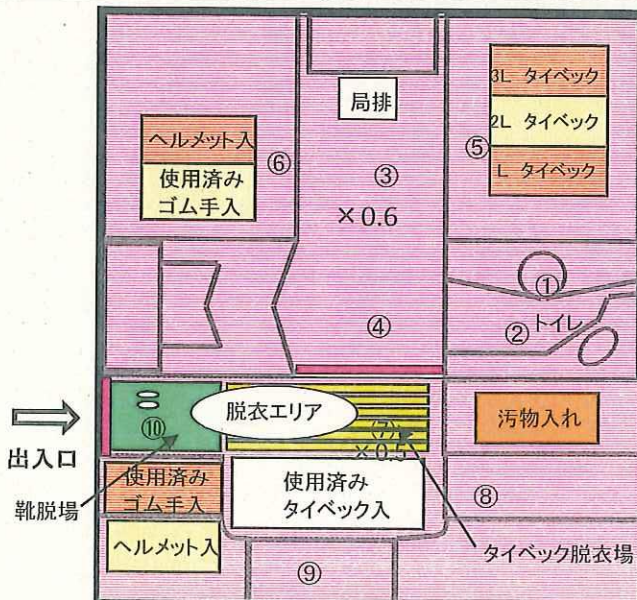 局排
3L タイベック
2L タイベック
L タイベック
⑤
ヘルメット入
使用済み
ゴム手入
⑥
③
×0.6
①
②
トイレ
④
脱衣エリア
⑩
(7)
×0.5
汚物入れ
出入口
靴脱場
使用済み
ゴム手入
使用済み
タイベック入
⑧
ヘルメット入
⑨
タイベック脱衣場